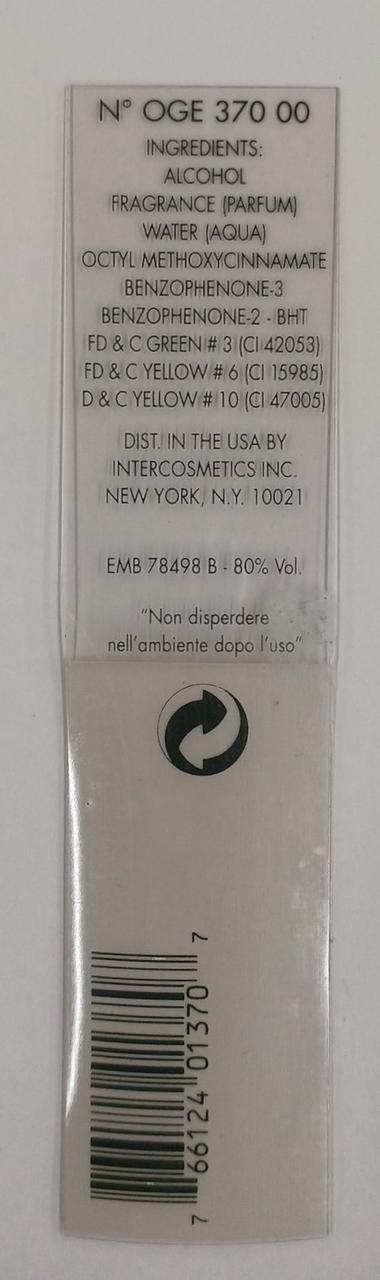 N° OGE 370 00
INGREDIENTS:
ALCOHOL
FRAGRANCE (PARFUM)
WATER (AQUA)
OCTYL METHOXYCINNAMATE
BENZOPHENONE-3
BENZOPHENONE-2 - BHT
FD & C GREEN # 3 (CI 42053)
FD & C YELLOW # 6 (CI 15985)
D & C YELLOW # 10 (CI 47005)
DIST. IN THE USA BY
INTERCOSMETICS INC.
NEW YORK, N.Y. 10021
EMB 78498 B - 80% Vol.
"Non disperdere
nell'ambiente dopo l'uso"
7 66124 01370 7